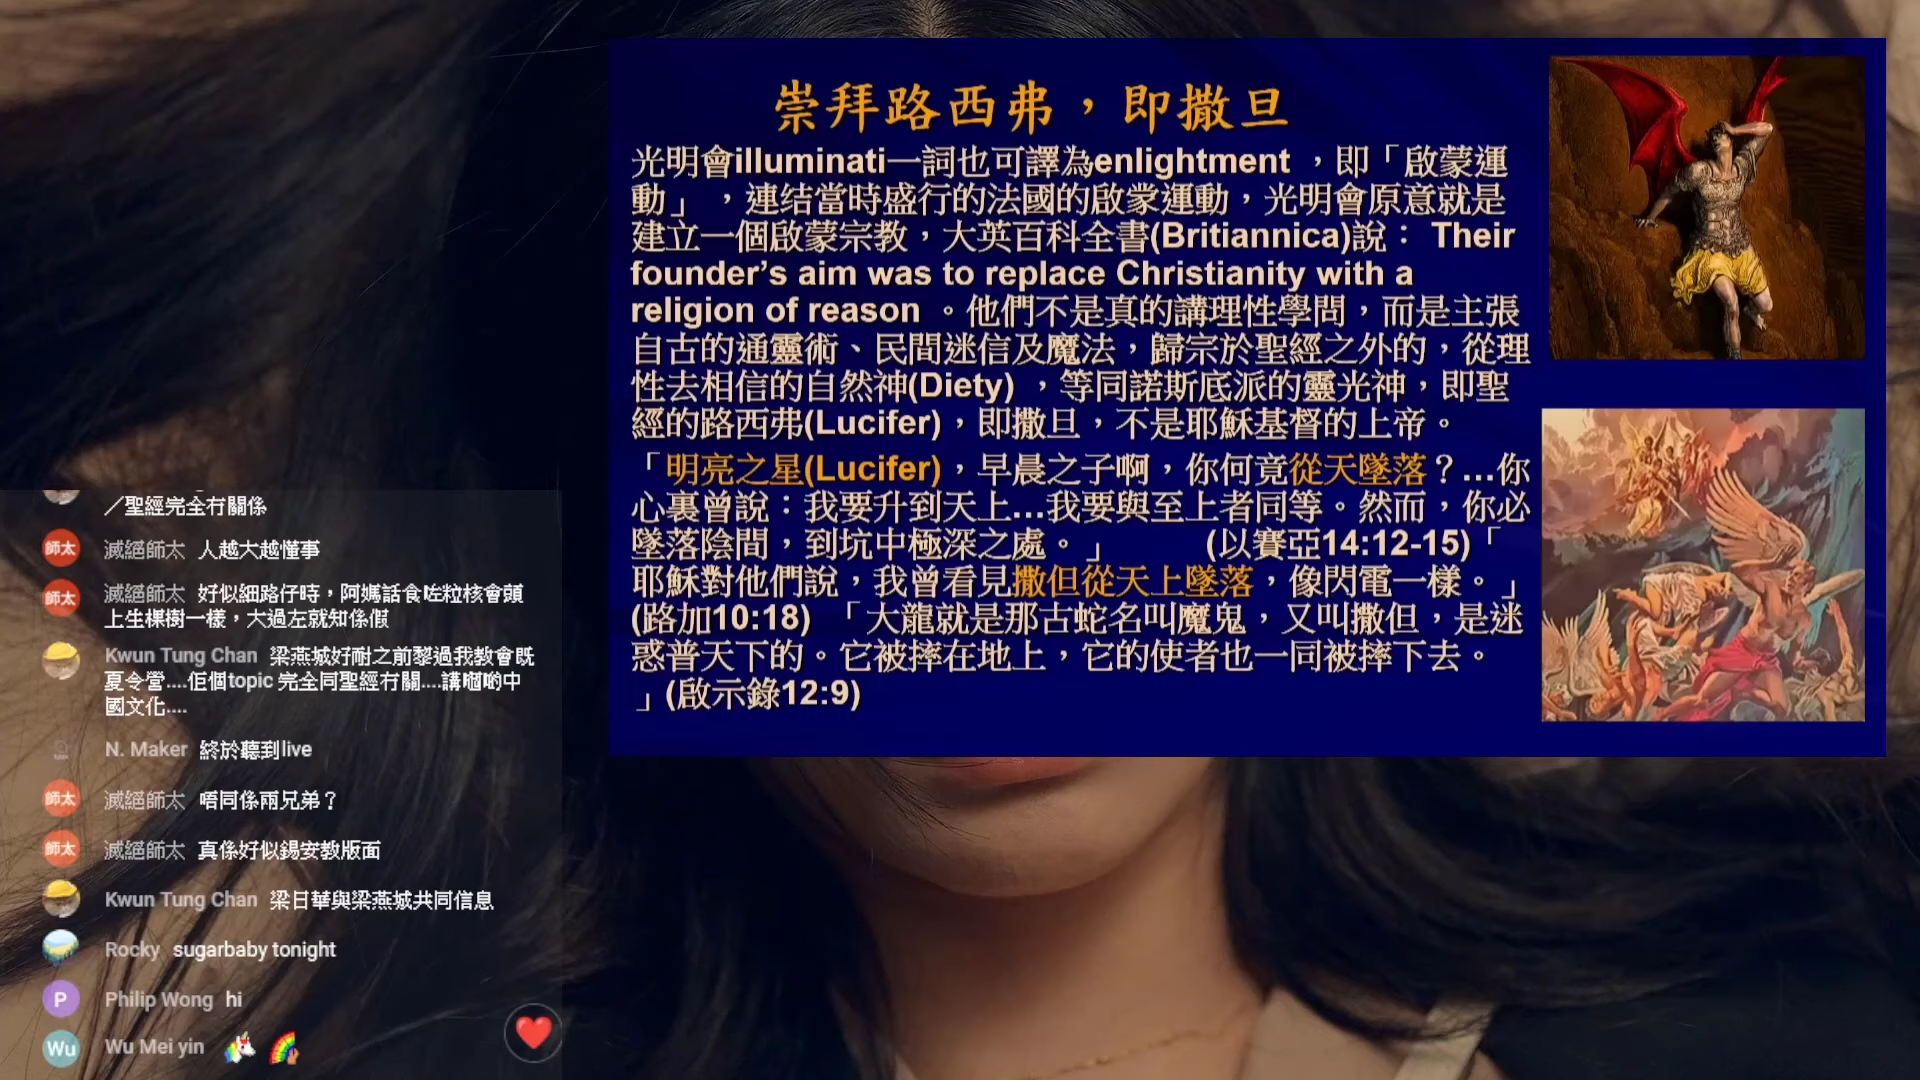 崇拜路西弗，即撒旦
光明會illuminati一詞也可譯為enlightment ，即「啟蒙運
動」 ，連结當時盛行的法國的啟蒙運動，光明會原意就是
建立一個啟蒙宗教，大英百科全書(Britiannica)說： Their
founder’s aim was to replace Christianity with a
religion of reason 。他們不是真的講理性學問，而是主張
自古的通靈術、民間迷信及魔法，歸宗於聖經之外的，從理
性去相信的自然神(Diety) ，等同諾斯底派的靈光神，即聖
經的路西弗(Lucifer)，即撒旦，不是耶穌基督的上帝。
「明亮之星(Lucifer)，早晨之子啊，你何竟從天墜落？...你
心裏曾說：我要升到天上...我要與至上者同等。然而，你必
墜落陰間，到坑中極深之處。」 (以賽亞14:12-15)「
耶穌對他們說，我曾看見撒但從天上墜落，像閃電一樣。」
(路加10:18) 「大龍就是那古蛇名叫魔鬼，又叫撒但，是迷
惑普天下的。它被摔在地上，它的使者也一同被摔下去。
」(啟示錄12:9)
／聖經完全冇關係
師太 滅絕師太 人越大越懂事
師太 滅絕師太 好似細路仔時，阿媽話食咗粒核會頭
上生棵樹一樣，大過左就知係假
Kwun Tung Chan 梁燕城好耐之前黎過我教會既
夏令營....佢個topic 完全同聖經冇關....講嗰啲中
國文化....
N. Maker 終於聽到live
師太 滅絕師太 唔同係兩兄弟？
師太 滅絕師太 真係好似錫安教版面
Kwun Tung Chan 梁日華與梁燕城共同信息
Rocky sugarbaby tonight
P Philip Wong hi
Wu Wu Mei yin